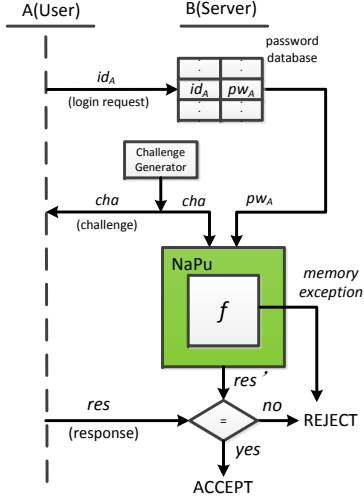 A(User)
B(Server)
password
database
id_A
(login request)
: :
id_A pw_A
: :
Challenge
Generator
cha
cha
pw_A
(challenge)
NaPu
memory
exception
f
res'
res
=
no
REJECT
(response)
yes
ACCEPT